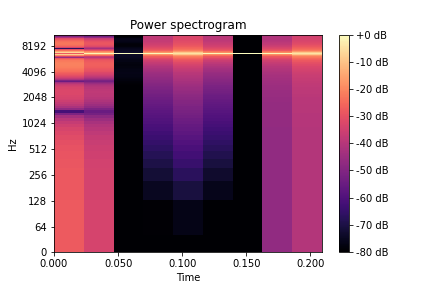 Power spectrogram
8192
4096
2048
1024
512
256
128
64
0
Hz
0.000 0.050 0.100 0.150 0.200
Time
+0 dB
-10 dB
-20 dB
-30 dB
-40 dB
-50 dB
-60 dB
-70 dB
-80 dB